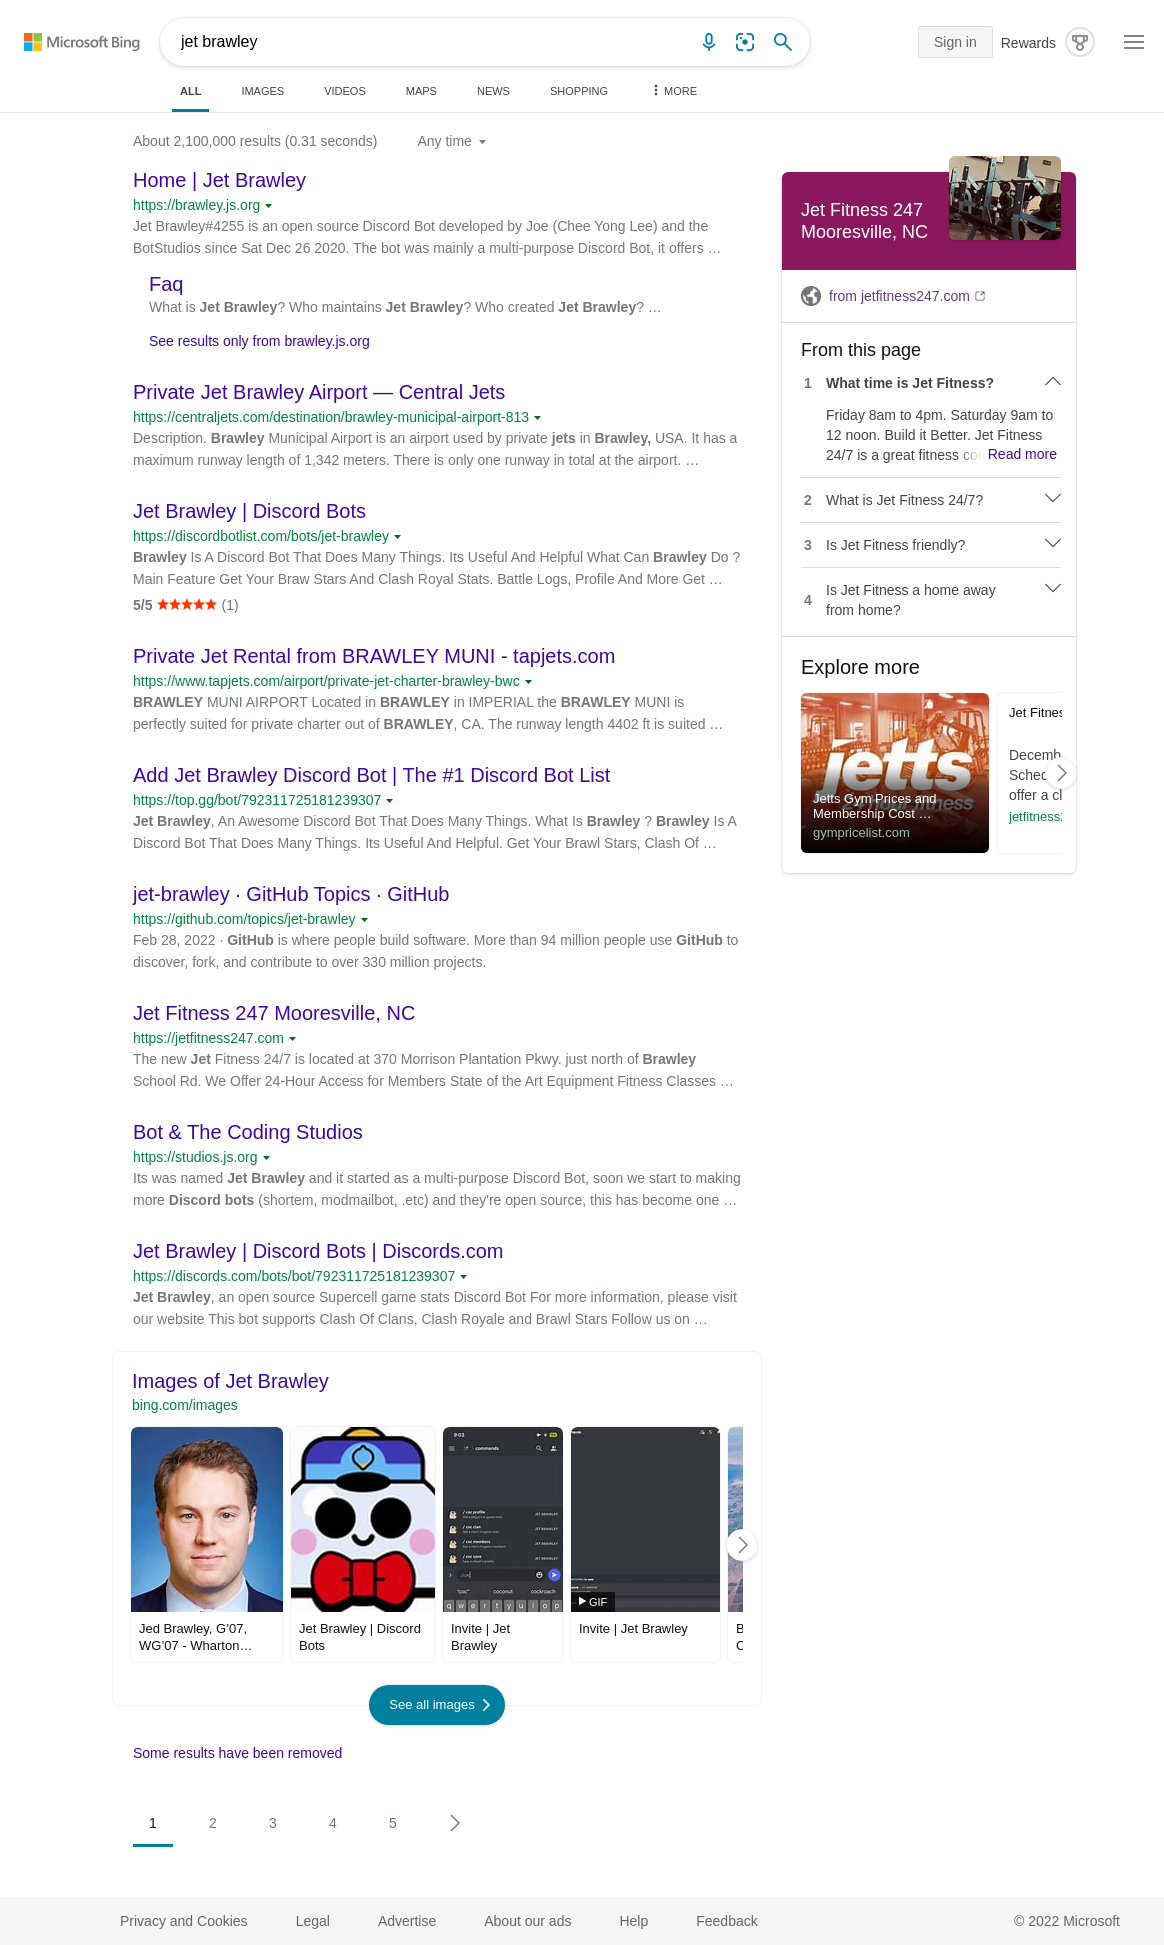 Microsoft Bing
jet brawley
Sign in
Rewards
ALL
IMAGES
VIDEOS
MAPS
NEWS
SHOPPING
MORE
About 2,100,000 results (0.31 seconds)
Any time
Home | Jet Brawley
https://brawley.js.org
Jet Brawley#4255 is an open source Discord Bot developed by Joe (Chee Yong Lee) and the
BotStudios since Sat Dec 26 2020. The bot was mainly a multi-purpose Discord Bot, it offers …
Faq
What is Jet Brawley? Who maintains Jet Brawley? Who created Jet Brawley? …
See results only from brawley.js.org
Private Jet Brawley Airport — Central Jets
https://centraljets.com/destination/brawley-municipal-airport-813
Description. Brawley Municipal Airport is an airport used by private jets in Brawley, USA. It has a
maximum runway length of 1,342 meters. There is only one runway in total at the airport. …
Jet Brawley | Discord Bots
https://discordbotlist.com/bots/jet-brawley
Brawley Is A Discord Bot That Does Many Things. Its Useful And Helpful What Can Brawley Do ?
Main Feature Get Your Braw Stars And Clash Royal Stats. Battle Logs, Profile And More Get …
5/5 ★★★★★ (1)
Private Jet Rental from BRAWLEY MUNI - tapjets.com
https://www.tapjets.com/airport/private-jet-charter-brawley-bwc
BRAWLEY MUNI AIRPORT Located in BRAWLEY in IMPERIAL the BRAWLEY MUNI is
perfectly suited for private charter out of BRAWLEY, CA. The runway length 4402 ft is suited …
Add Jet Brawley Discord Bot | The #1 Discord Bot List
https://top.gg/bot/792311725181239307
Jet Brawley, An Awesome Discord Bot That Does Many Things. What Is Brawley ? Brawley Is A
Discord Bot That Does Many Things. Its Useful And Helpful. Get Your Brawl Stars, Clash Of …
jet-brawley · GitHub Topics · GitHub
https://github.com/topics/jet-brawley
Feb 28, 2022 · GitHub is where people build software. More than 94 million people use GitHub to
discover, fork, and contribute to over 330 million projects.
Jet Fitness 247 Mooresville, NC
https://jetfitness247.com
The new Jet Fitness 24/7 is located at 370 Morrison Plantation Pkwy. just north of Brawley
School Rd. We Offer 24-Hour Access for Members State of the Art Equipment Fitness Classes …
Bot & The Coding Studios
https://studios.js.org
Its was named Jet Brawley and it started as a multi-purpose Discord Bot, soon we start to making
more Discord bots (shortem, modmailbot, .etc) and they're open source, this has become one …
Jet Brawley | Discord Bots | Discords.com
https://discords.com/bots/bot/792311725181239307
Jet Brawley, an open source Supercell game stats Discord Bot For more information, please visit
our website This bot supports Clash Of Clans, Clash Royale and Brawl Stars Follow us on …
Images of Jet Brawley
bing.com/images
9:03
commands
/ coc profile
JET BRAWLEY
/ coc clan
JET BRAWLEY
/ coc members
JET BRAWLEY
/ coc save
JET BRAWLEY
/coc
"coc" coconut cockroach
q w e r t y u i o p
GIF
Jed Brawley, G'07,
WG'07 - Wharton…
Jet Brawley | Discord
Bots
Invite | Jet
Brawley
Invite | Jet Brawley
See all images
Some results have been removed
1
2
3
4
5
Jet Fitness 247
Mooresville, NC
from jetfitness247.com
From this page
1 What time is Jet Fitness?
Friday 8am to 4pm. Saturday 9am to
12 noon. Build it Better. Jet Fitness
24/7 is a great fitness co
Read more
2 What is Jet Fitness 24/7?
3 Is Jet Fitness friendly?
4 Is Jet Fitness a home away
from home?
Explore more
jetts
24 hour fitness
Jetts Gym Prices and
Membership Cost …
gympricelist.com
Jet Fitnes
Decemb
Sched
offer a cl
jetfitness2
Privacy and Cookies
Legal
Advertise
About our ads
Help
Feedback
© 2022 Microsoft